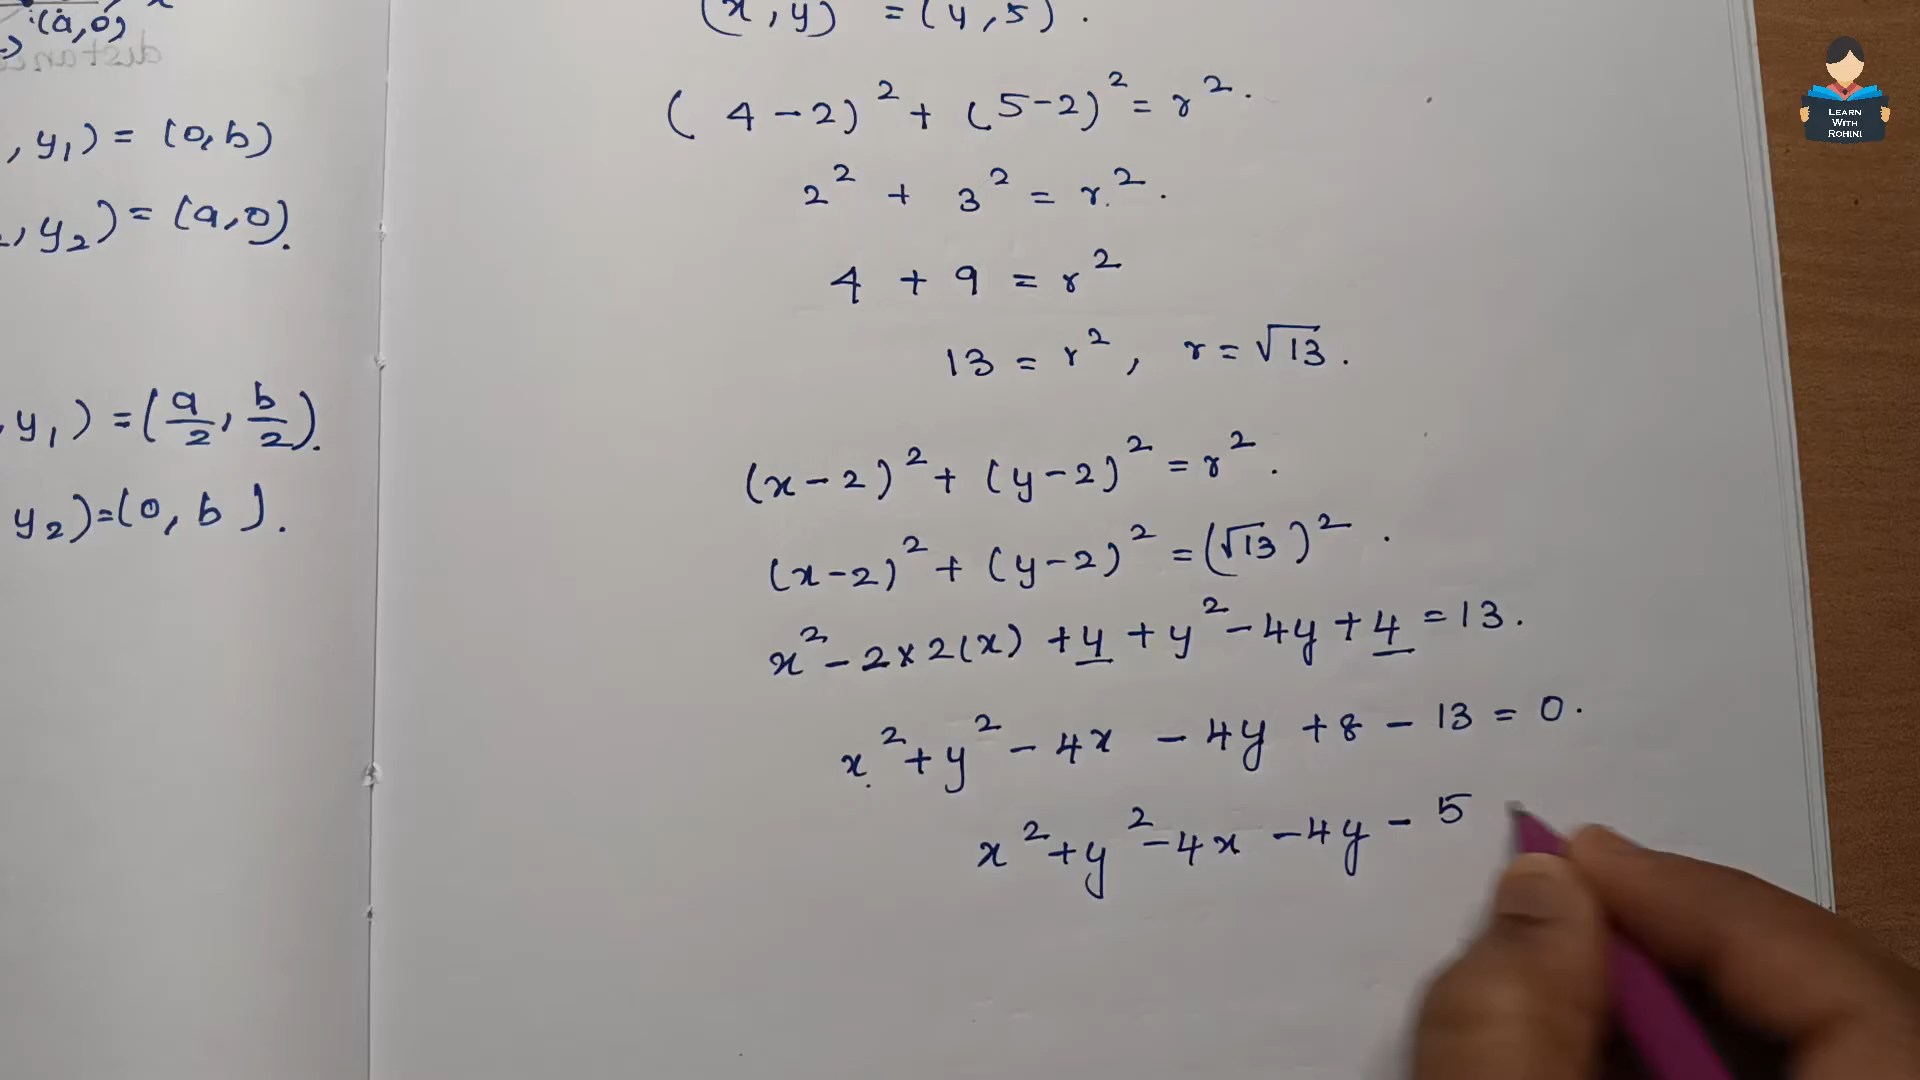 (a,0)
, y₁) = (0,b)
, y₂) = (a,0).
, y₁) = (a/2, b/2).
y₂) = (0, b).
(x, y) = (4,5).
(4-2)² + (5-2)² = r².
2² + 3² = r².
4 + 9 = r²
13 = r², r = √13.
(x-2)² + (y-2)² = r².
(x-2)² + (y-2)² = (√13)².
x² - 2×2(x) + 4 + y² - 4y + 4 = 13.
x² + y² - 4x - 4y + 8 - 13 = 0.
x² + y² - 4x - 4y - 5
LEARN
WITH
ROHINI